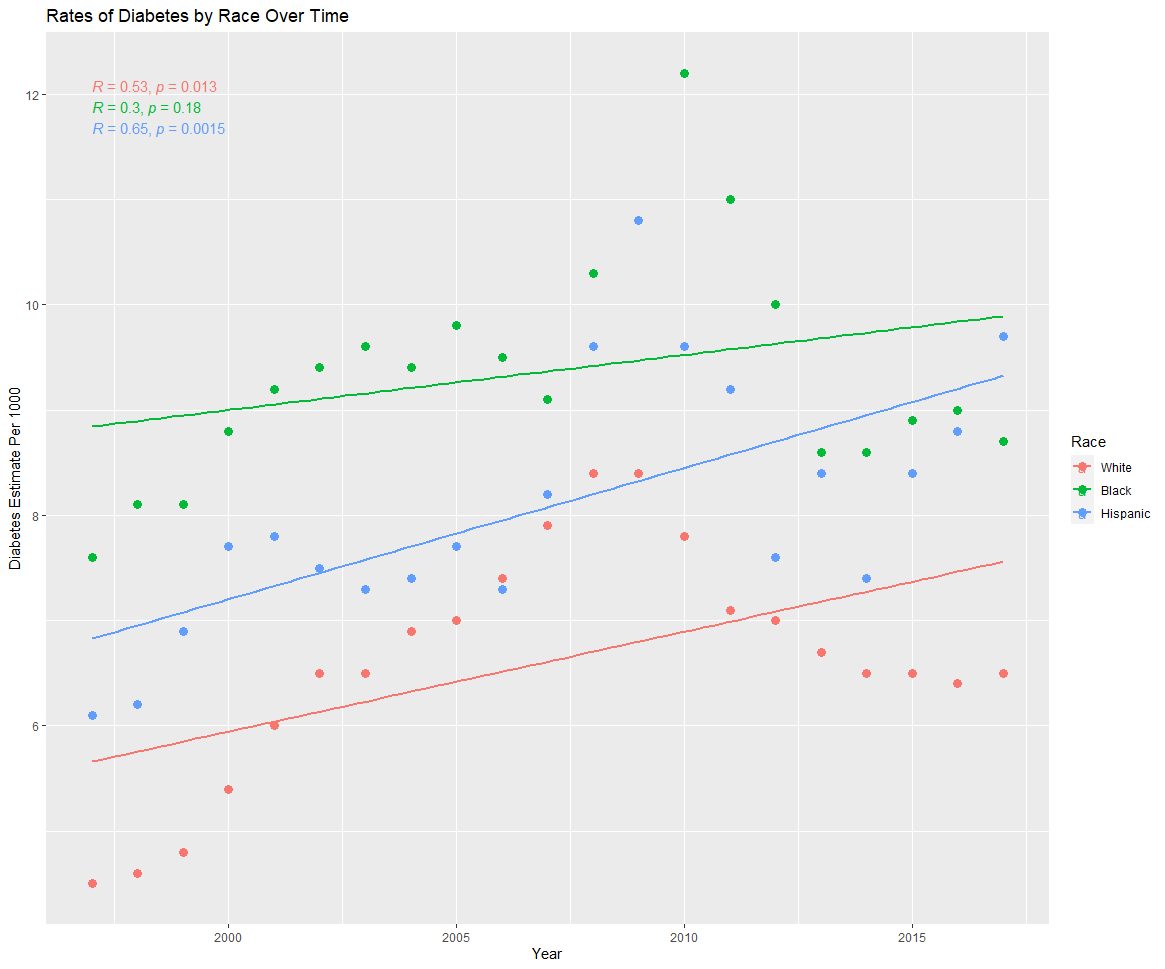 Rates of Diabetes by Race Over Time
R = 0.53, p = 0.013
R = 0.3, p = 0.18
R = 0.65, p = 0.0015
12
10
8
6
Diabetes Estimate Per 1000
2000
2005
2010
2015
Year
Race
White
Black
Hispanic